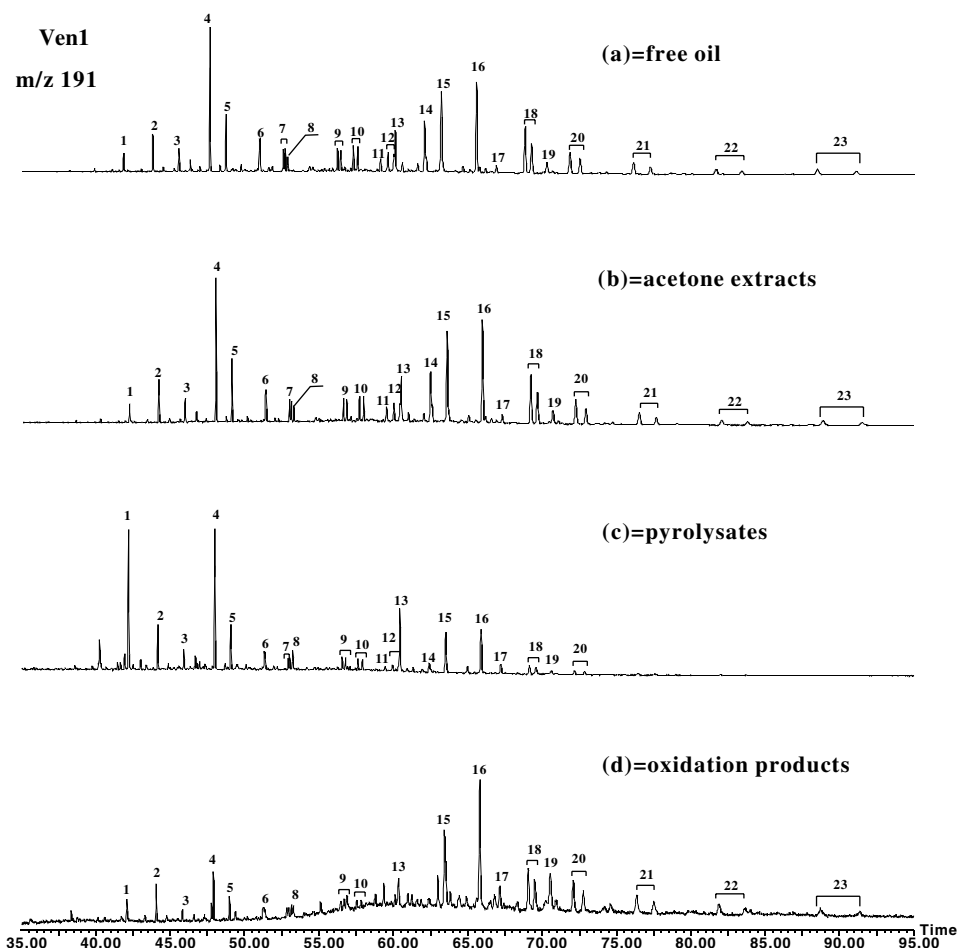 Ven1
m/z 191
(a)=free oil
1 2 3 4 5 6 7 8 9 10 11 12 13 14 15 16 17 18 19 20 21 22 23
(b)=acetone extracts
1 2 3 4 5 6 7 8 9 10 11 12 13 14 15 16 17 18 19 20 21 22 23
(c)=pyrolysates
1 2 3 4 5 6 7 8 9 10 11 12 13 14 15 16 17 18 19 20
(d)=oxidation products
1 2 3 4 5 6 7 8 9 10 13 15 16 17 18 19 20 21 22 23
35.00 40.00 45.00 50.00 55.00 60.00 65.00 70.00 75.00 80.00 85.00 90.00 95.00 Time